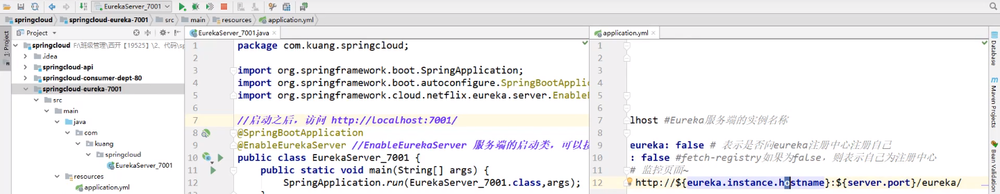 EurekaServer_7001
springcloud
springcloud-eureka-7001
src
main
resources
application.yml
1: Project
Project
springcloud F:\班级管理\西开【19525】\2、代码\sp
.idea
springcloud-api
springcloud-consumer-dept-80
springcloud-eureka-7001
src
main
java
com
kuang
springcloud
EurekaServer_7001
resources
application.yml
EurekaServer_7001.java
1 package com.kuang.springcloud;
2
3 import org.springframework.boot.SpringApplication;
4 import org.springframework.boot.autoconfigure.SpringBootApplic
5 import org.springframework.cloud.netflix.eureka.server.EnableE
6
7 //启动之后，访问 http://localhost:7001/
8 @SpringBootApplication
9 @EnableEurekaServer //EnableEurekaServer 服务端的启动类，可以接
10 public class EurekaServer_7001 {
11 public static void main(String[] args) {
12 SpringApplication.run(EurekaServer_7001.class,args);
application.yml
1
2
3
4
5
6
7 lhost #Eureka服务端的实例名称
8
9 eureka: false # 表示是否向eureka注册中心注册自己
10 : false #fetch-registry如果为false，则表示自己为注册中心
11 # 监控页面~
12 http://${eureka.instance.hostname}:${server.port}/eureka/
Database
Maven Projects
Bean Validation